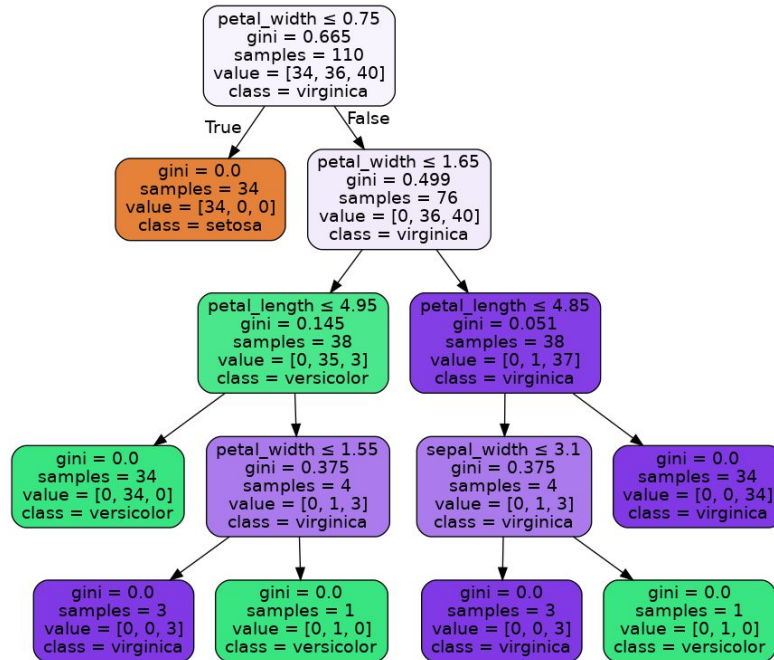 petal_width ≤ 0.75
gini = 0.665
samples = 110
value = [34, 36, 40]
class = virginica
True
False
gini = 0.0
samples = 34
value = [34, 0, 0]
class = setosa
petal_width ≤ 1.65
gini = 0.499
samples = 76
value = [0, 36, 40]
class = virginica
petal_length ≤ 4.95
gini = 0.145
samples = 38
value = [0, 35, 3]
class = versicolor
petal_length ≤ 4.85
gini = 0.051
samples = 38
value = [0, 1, 37]
class = virginica
gini = 0.0
samples = 34
value = [0, 34, 0]
class = versicolor
petal_width ≤ 1.55
gini = 0.375
samples = 4
value = [0, 1, 3]
class = virginica
sepal_width ≤ 3.1
gini = 0.375
samples = 4
value = [0, 1, 3]
class = virginica
gini = 0.0
samples = 34
value = [0, 0, 34]
class = virginica
gini = 0.0
samples = 3
value = [0, 0, 3]
class = virginica
gini = 0.0
samples = 1
value = [0, 1, 0]
class = versicolor
gini = 0.0
samples = 3
value = [0, 0, 3]
class = virginica
gini = 0.0
samples = 1
value = [0, 1, 0]
class = versicolor